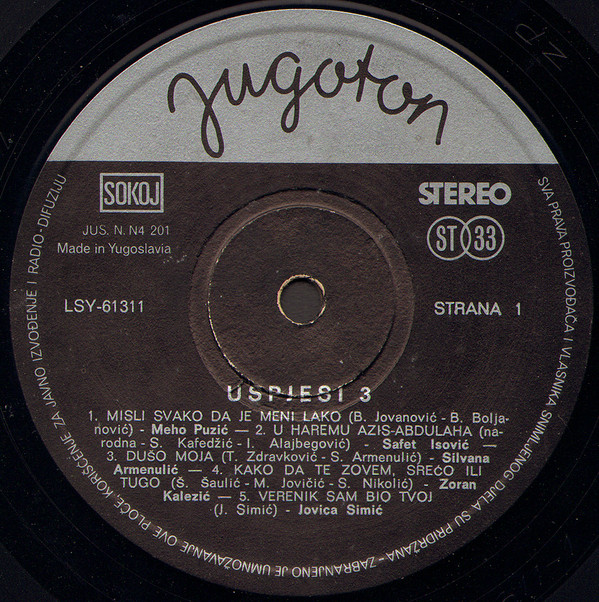 Jugoton
SOKOJ
STEREO
JUS. N. N4 201
Made in Yugoslavia
ST 33
LSY-61311
STRANA 1
USPJESI 3
1. MISLI SVAKO DA JE MENI LAKO (B. Jovanović - B. Bolja-
nović) - Meho Puzić — 2. U HAREMU AZIS-ABDULAHA (na-
rodna - S. Kafedžić - I. Alajbegović) - Safet Isović —
3. DUŠO MOJA (T. Zdravković - S. Armenulić) - Silvana
Armenulić — 4. KAKO DA TE ZOVEM, SREĆO ILI
TUGO (Š. Šaulić - M. Jovičić - S. Nikolić) - Zoran
Kalezić — 5. VERENIK SAM BIO TVOJ
(J. Simić) - Jovica Simić
SVA PRAVA PROIZVOĐAČA I VLASNIKA SNIMLJENOG DJELA SU PRIDRŽANA - ZABRANJENO JE UMNOŽAVANJE OVE PLOČE, KORIŠĆENJE ZA JAVNO IZVOĐENJE I RADIO-DIFUZIJU